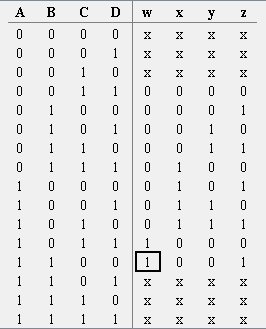 A B C D w x y z
0 0 0 0 x x x x
0 0 0 1 x x x x
0 0 1 0 x x x x
0 0 1 1 0 0 0 0
0 1 0 0 0 0 0 1
0 1 0 1 0 0 1 0
0 1 1 0 0 0 1 1
0 1 1 1 0 1 0 0
1 0 0 0 0 1 0 1
1 0 0 1 0 1 1 0
1 0 1 0 0 1 1 1
1 0 1 1 1 0 0 0
1 1 0 0 1 0 0 1
1 1 0 1 x x x x
1 1 1 0 x x x x
1 1 1 1 x x x x